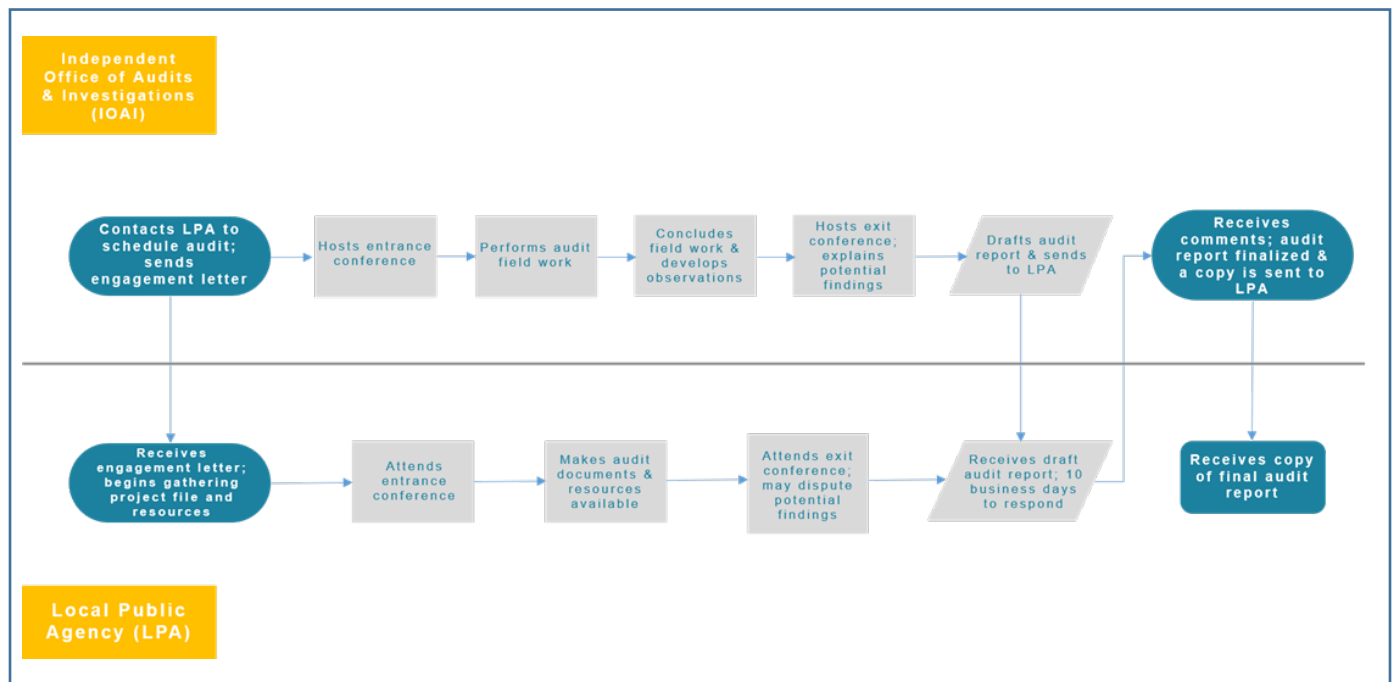 Independent
Office of Audits
& Investigations
(IOAI)
Contacts LPA to
schedule audit;
sends
engagement letter
Hosts entrance
conference
Performs audit
field work
Concludes
field work &
develops
observations
Hosts exit
conference;
explains
potential
findings
Drafts audit
report & sends
to LPA
Receives
comments; audit
report finalized &
a copy is sent to
LPA
Receives
engagement letter;
begins gathering
project file and
resources
Attends
entrance
conference
Makes audit
documents &
resources
available
Attends exit
conference;
may dispute
potential
findings
Receives draft
audit report; 10
business days
to respond
Receives copy
of final audit
report
Local Public
Agency (LPA)